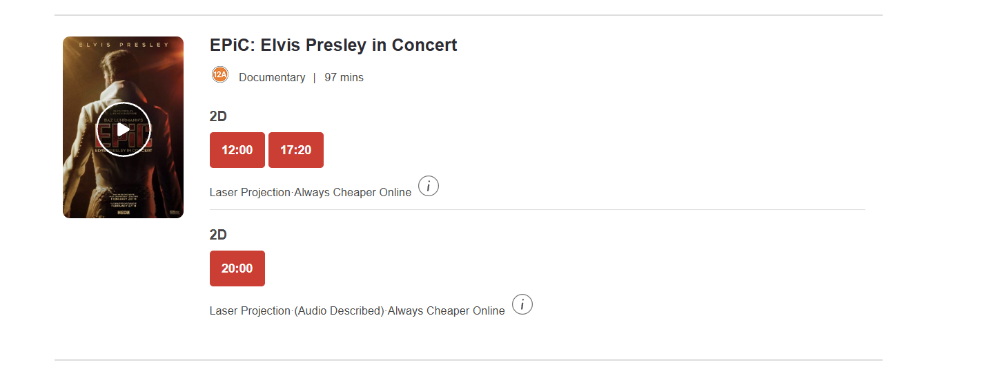 ELVIS PRESLEY
BAZ LUHRMANN'S
EPiC
ELVIS PRESLEY IN CONCERT
FEBRUARY 20TH
FEBRUARY 27TH
NEON
EPiC: Elvis Presley in Concert
12A Documentary | 97 mins
2D
12:00 17:20
Laser Projection·Always Cheaper Online i
2D
20:00
Laser Projection·(Audio Described)·Always Cheaper Online i